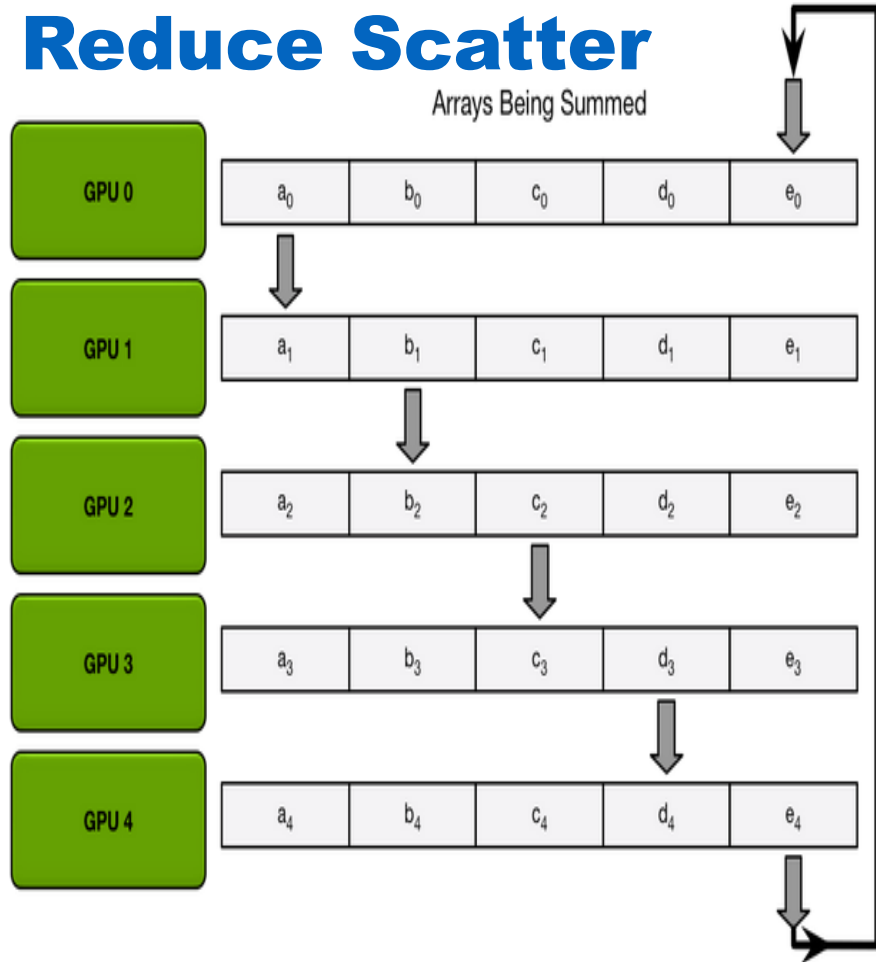 Reduce Scatter
Arrays Being Summed
GPU 0 a₀ b₀ c₀ d₀ e₀
GPU 1 a₁ b₁ c₁ d₁ e₁
GPU 2 a₂ b₂ c₂ d₂ e₂
GPU 3 a₃ b₃ c₃ d₃ e₃
GPU 4 a₄ b₄ c₄ d₄ e₄